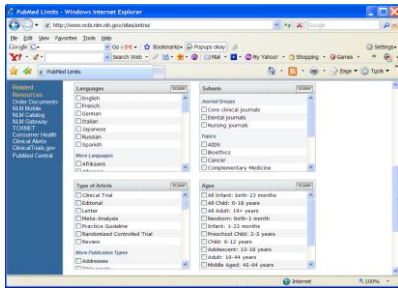 PubMed Limits - Windows Internet Explorer
http://www.ncbi.nlm.nih.gov/sites/entrez
Google
File Edit View Favorites Tools Help
Google Go Bookmarks Popups okay Settings
Search Web Mail My Yahoo! Shopping Games
PubMed Limits Page Tools
Related
Resources
Order Documents
NLM Mobile
NLM Catalog
NLM Gateway
TOXNET
Consumer Health
Clinical Alerts
ClinicalTrials.gov
PubMed Central
Languages CLEAR
English
French
German
Italian
Japanese
Russian
Spanish
More Languages
Afrikaans
Subsets CLEAR
Journal Groups
Core clinical journals
Dental journals
Nursing journals
Topics
AIDS
Bioethics
Cancer
Complementary Medicine
Type of Article CLEAR
Clinical Trial
Editorial
Letter
Meta-Analysis
Practice Guideline
Randomized Controlled Trial
Review
More Publication Types
Addresses
Ages CLEAR
All Infant: birth-23 months
All Child: 0-18 years
All Adult: 19+ years
Newborn: birth-1 month
Infant: 1-23 months
Preschool Child: 2-5 years
Child: 6-12 years
Adolescent: 13-18 years
Adult: 19-44 years
Middle Aged: 45-64 years
Internet 100%